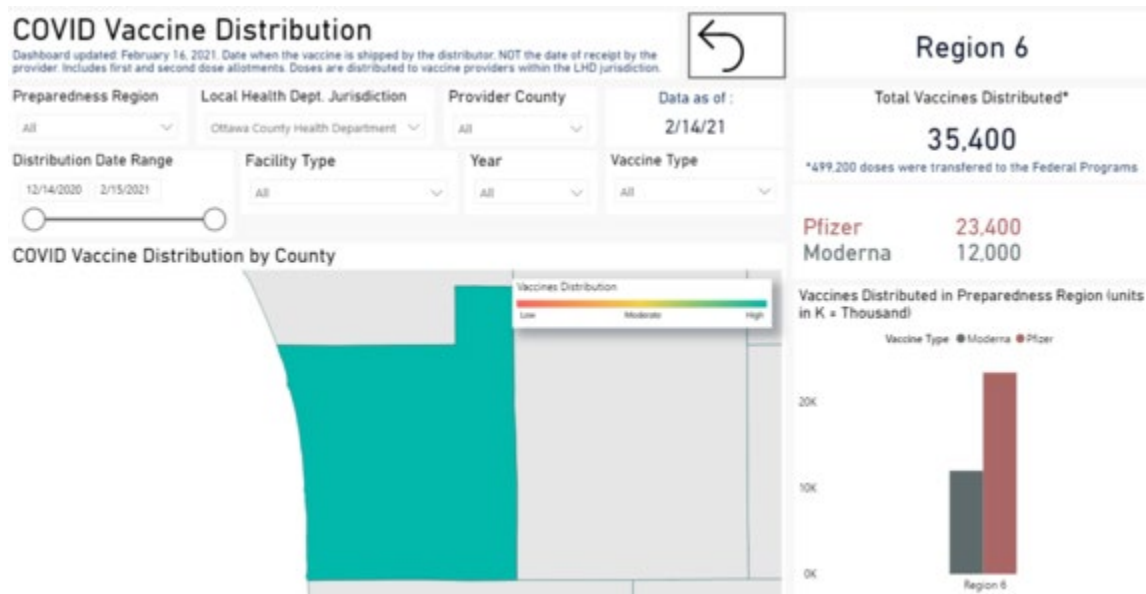 COVID Vaccine Distribution
Dashboard updated: February 16, 2021. Date when the vaccine is shipped by the distributor. NOT the date of receipt by the
provider. Includes first and second dose allotments. Doses are distributed to vaccine providers within the LHD jurisdiction.
Region 6
Preparedness Region
All
Local Health Dept. Jurisdiction
Ottawa County Health Department
Provider County
All
Data as of :
2/14/21
Total Vaccines Distributed*
35,400
*499,200 doses were transfered to the Federal Programs
Distribution Date Range
12/14/2020 2/15/2021
Facility Type
All
Year
All
Vaccine Type
All
Pfizer 23,400
Moderna 12,000
COVID Vaccine Distribution by County
Vaccines Distribution
Low Moderate High
Vaccines Distributed in Preparedness Region (units
in K = Thousand)
Vaccine Type Moderna Pfizer
20K
10K
0K
Region 6